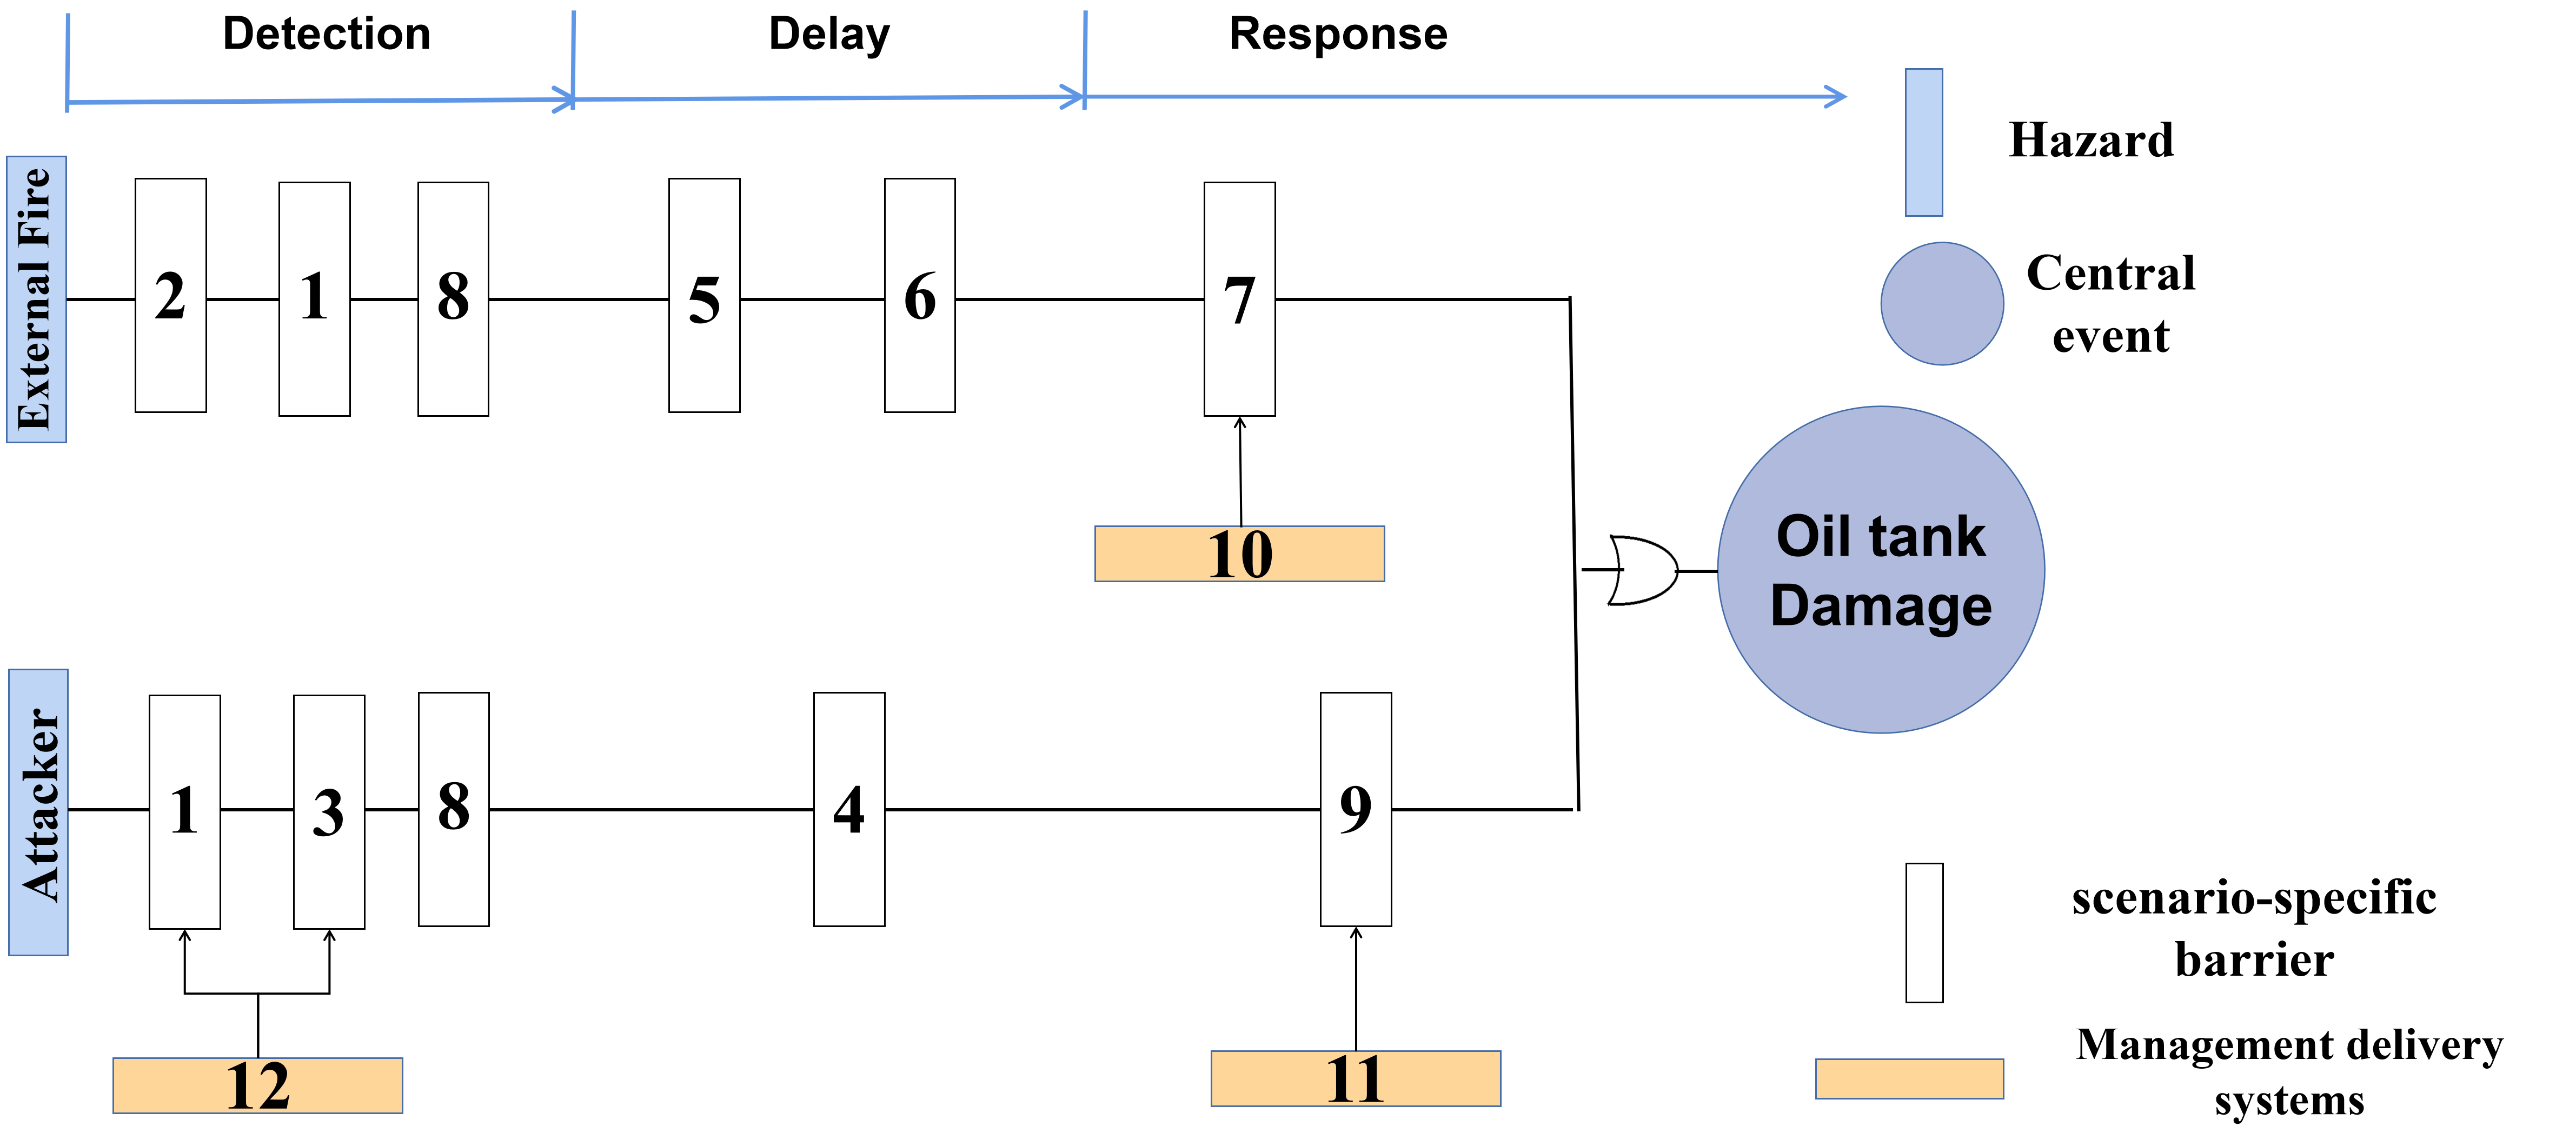 Detection
Delay
Response
Hazard
Central
event
External Fire
2
1
8
5
6
7
10
Oil tank
Damage
Attacker
1
3
8
4
9
12
11
scenario-specific
barrier
Management delivery
systems